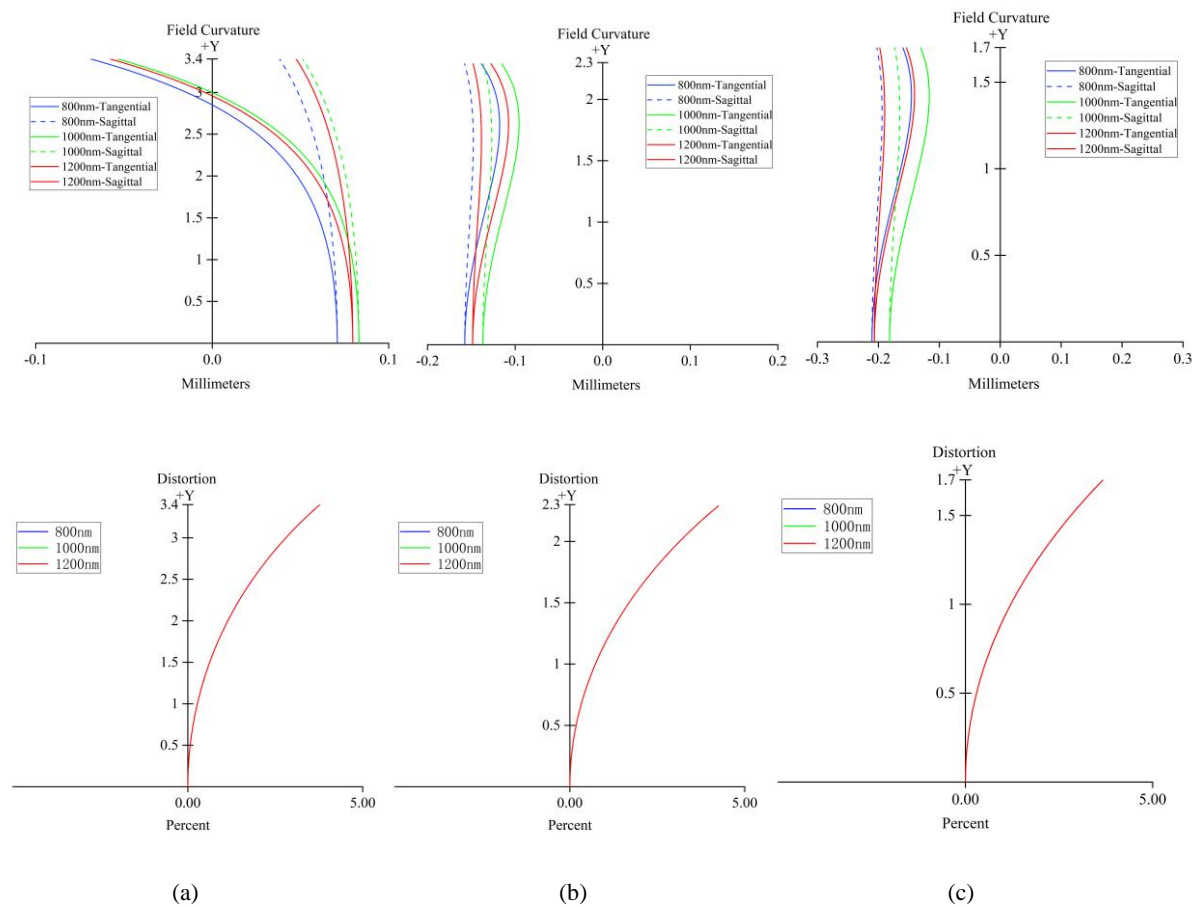 Field Curvature
+Y
3.4
3
2.5
2
1.5
1
0.5
800nm-Tangential
800nm-Sagittal
1000nm-Tangential
1000nm-Sagittal
1200nm-Tangential
1200nm-Sagittal
-0.1
0.0
0.1
Millimeters
Field Curvature
+Y
2.3
2
1.5
1
0.5
800nm-Tangential
800nm-Sagittal
1000nm-Tangential
1000nm-Sagittal
1200nm-Tangential
1200nm-Sagittal
-0.2
-0.1
0.0
0.1
0.2
Millimeters
Field Curvature
+Y
1.7
1.5
1
0.5
800nm-Tangential
800nm-Sagittal
1000nm-Tangential
1000nm-Sagittal
1200nm-Tangential
1200nm-Sagittal
-0.3
-0.2
-0.1
0.0
0.1
0.2
0.3
Millimeters
Distortion
+Y
3.4
3
2.5
2
1.5
1
0.5
800nm
1000nm
1200nm
0.00
5.00
Percent
Distortion
+Y
2.3
2
1.5
1
0.5
800nm
1000nm
1200nm
0.00
5.00
Percent
Distortion
+Y
1.7
1.5
1
0.5
800nm
1000nm
1200nm
0.00
5.00
Percent
(a)
(b)
(c)